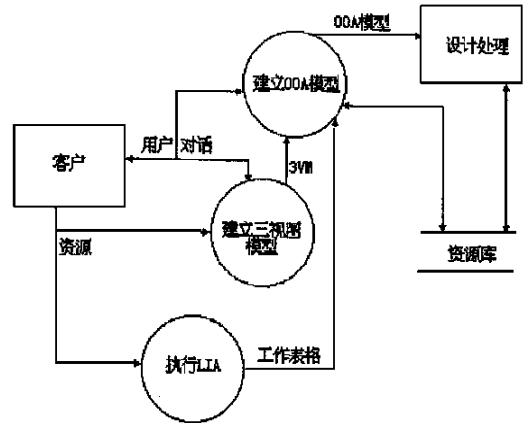 OOA模型
设计处理
建立OOA模型
用户 对话
客户
3VM
建立三视图
模型
资源
资源库
工作表格
执行LIA